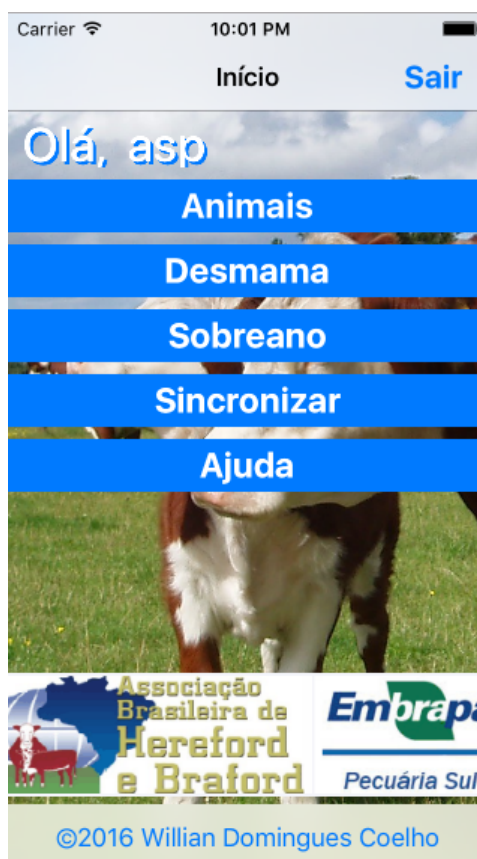 Carrier 10:01 PM
Início Sair
Olá, asp
Animais
Desmama
Sobreano
Sincronizar
Ajuda
Associação
Brasileira de
Hereford
e Braford
Embrapa
Pecuária Sul
©2016 Willian Domingues Coelho